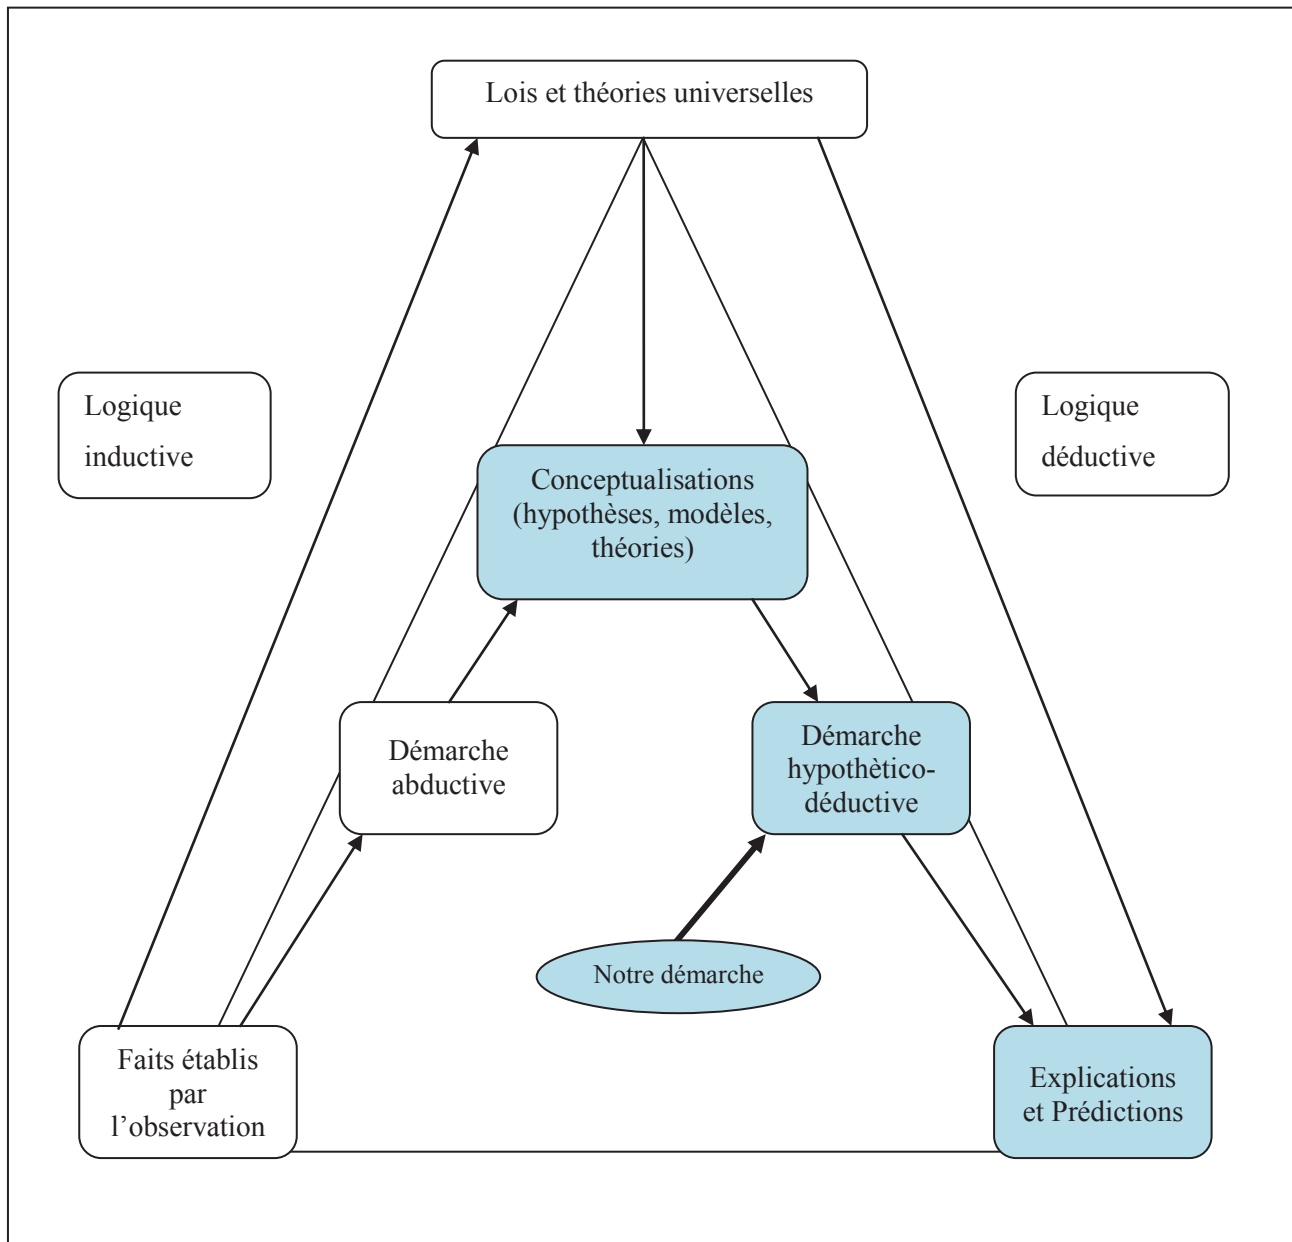 Lois et théories universelles
Logique
inductive
Logique
déductive
Conceptualisations
(hypothèses, modèles,
théories)
Démarche
abductive
Démarche
hypothètico-
déductive
Notre démarche
Faits établis
par
l’observation
Explications
et Prédictions